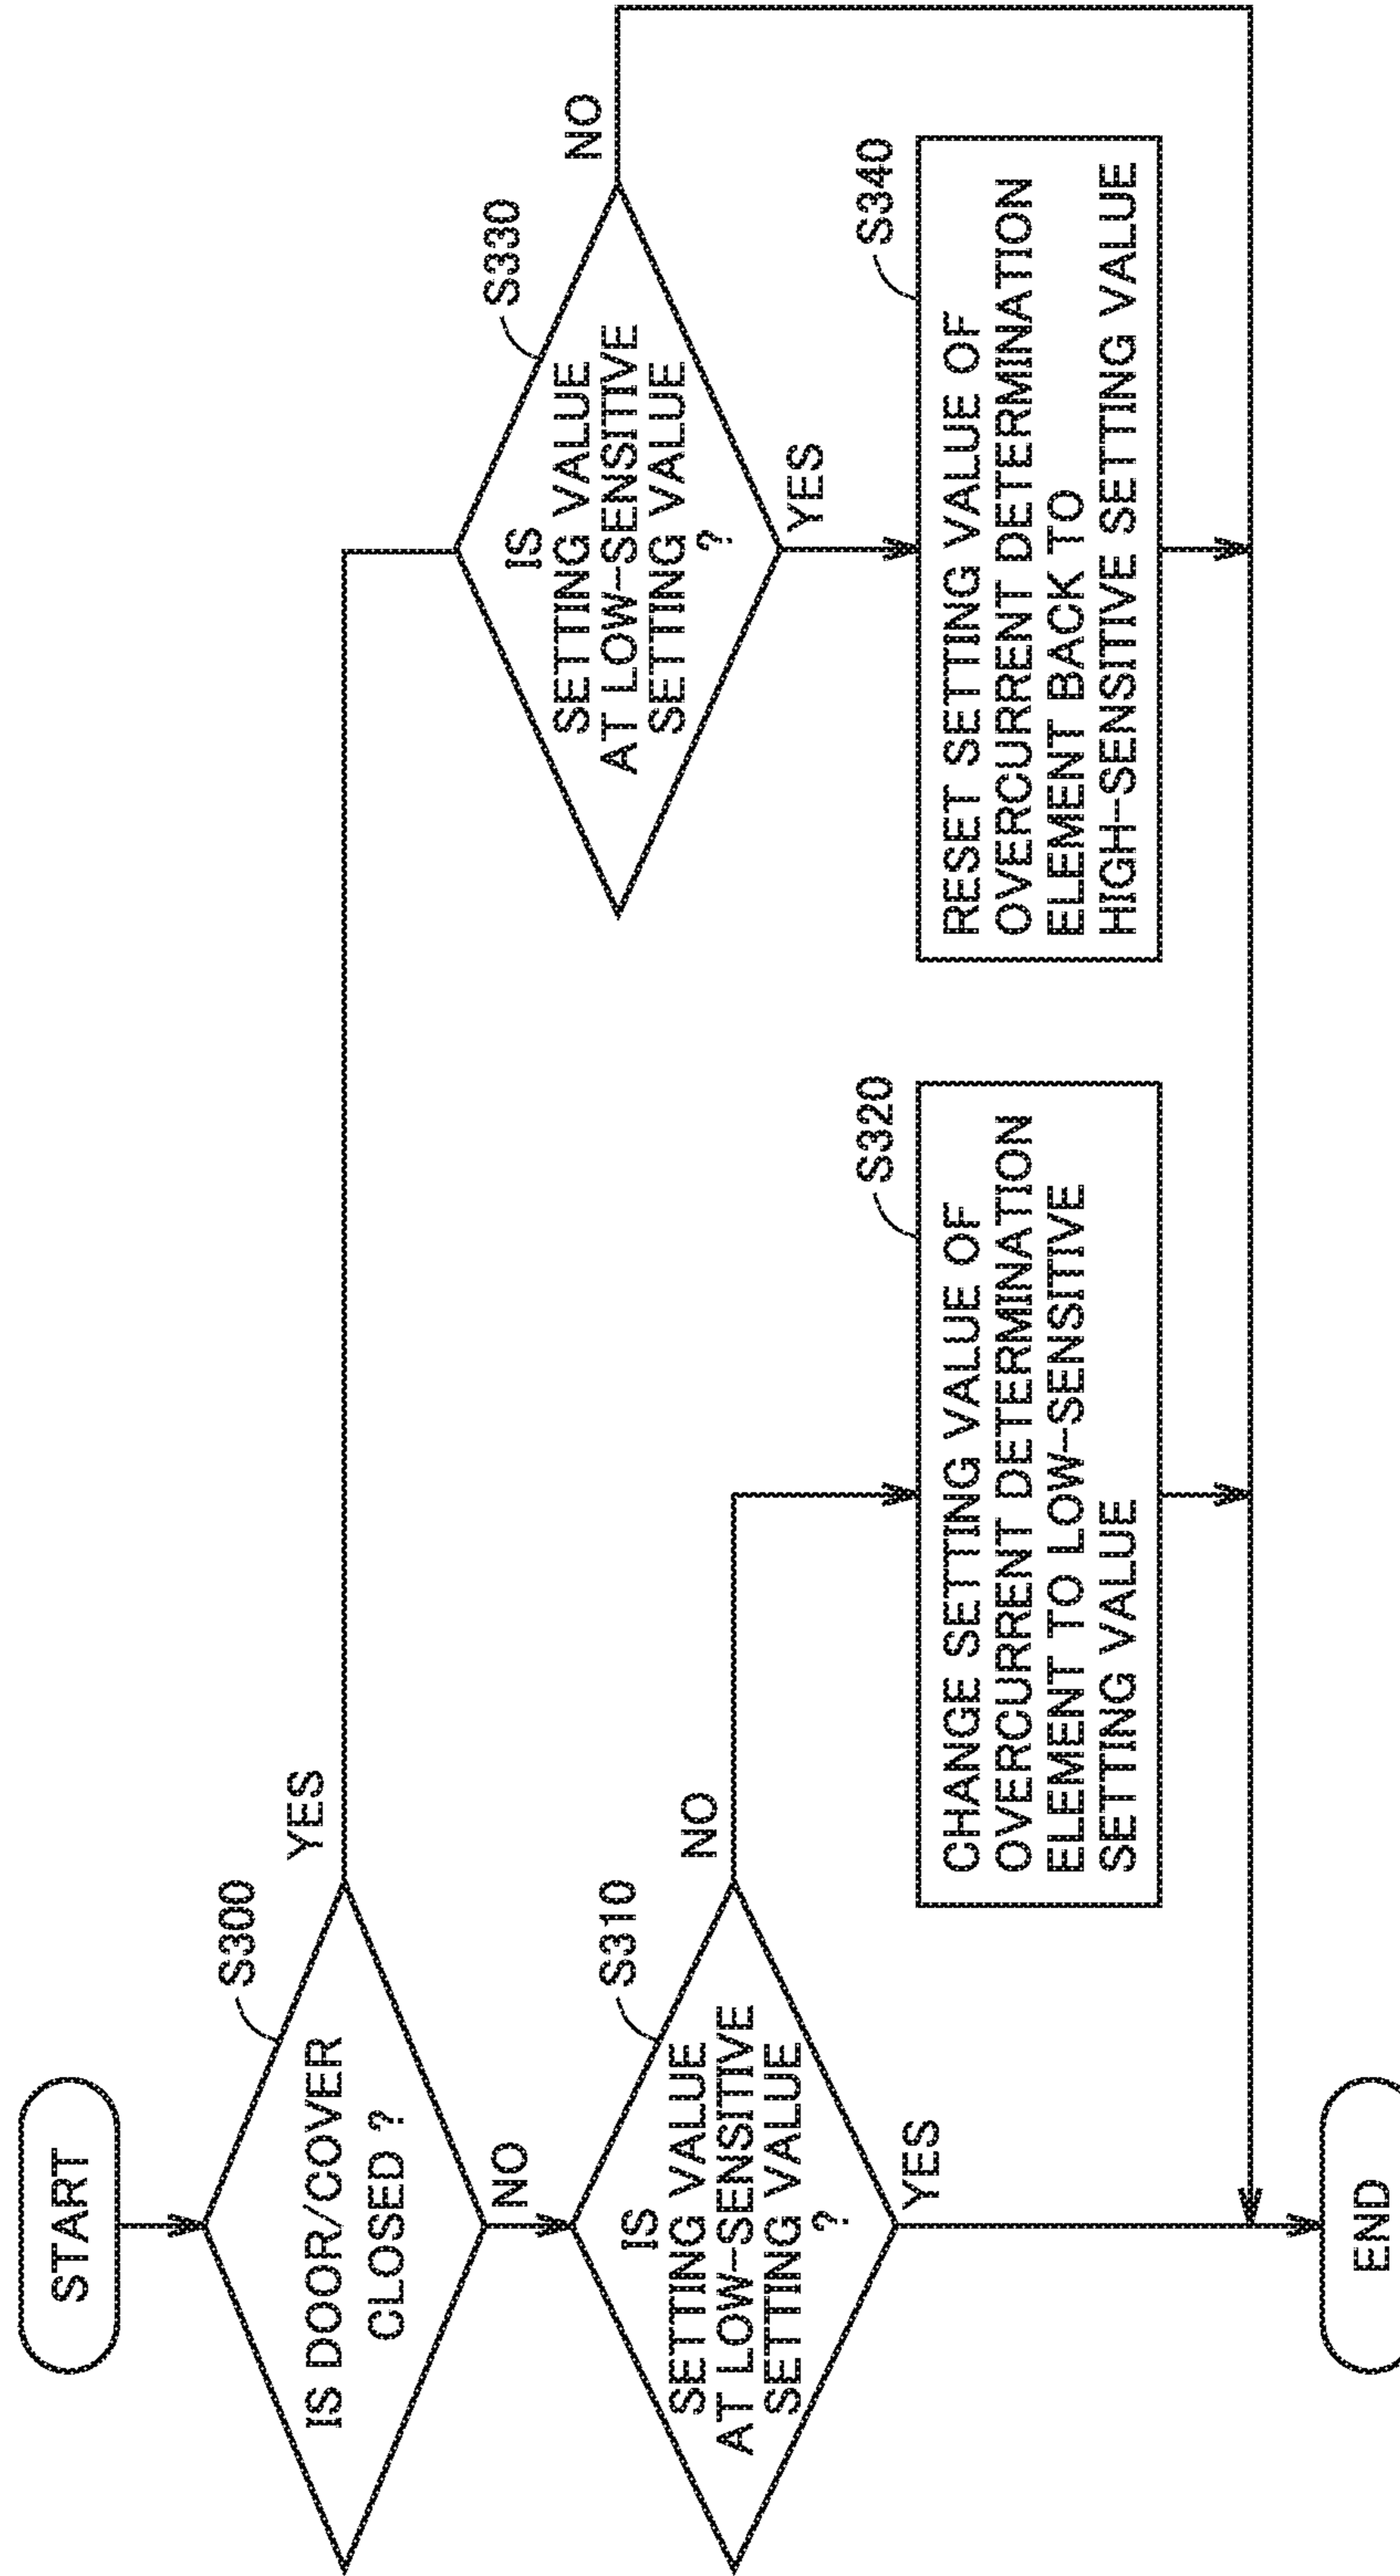 START
S300
IS DOOR/COVER
CLOSED ?
YES
NO
S310
IS
SETTING VALUE
AT LOW-SENSITIVE
SETTING VALUE
?
NO
YES
S320
CHANGE SETTING VALUE OF
OVERCURRENT DETERMINATION
ELEMENT TO LOW-SENSITIVE
SETTING VALUE
S330
IS
SETTING VALUE
AT LOW-SENSITIVE
SETTING VALUE
?
NO
YES
S340
RESET SETTING VALUE OF
OVERCURRENT DETERMINATION
ELEMENT BACK TO
HIGH-SENSITIVE SETTING VALUE
END